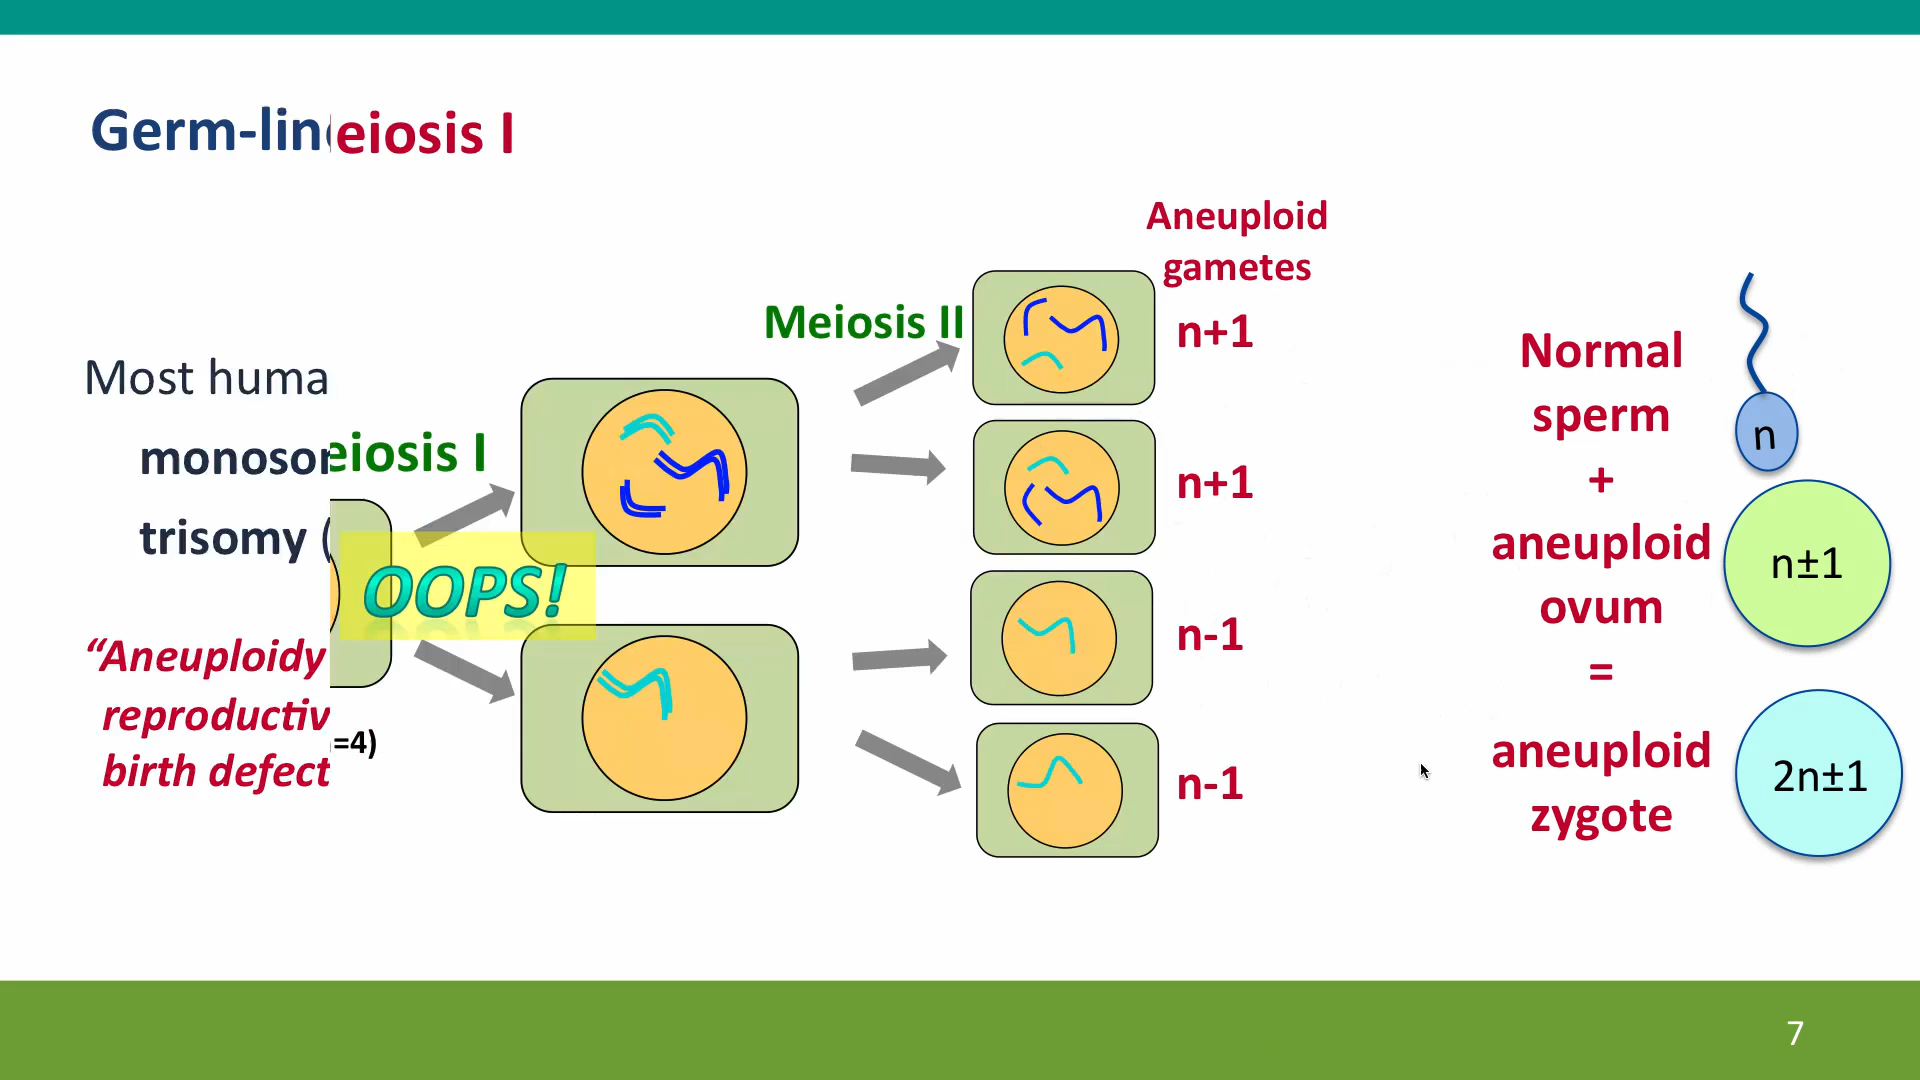 Germ-lin
eiosis I
Most huma
monosor
trisomy (
“Aneuploidy
reproductiv
birth defect
eiosis I
OOPS!
=4)
Meiosis II
Aneuploid
gametes
n+1
n+1
n-1
n-1
Normal
sperm
+
aneuploid
ovum
=
aneuploid
zygote
n
n±1
2n±1
7